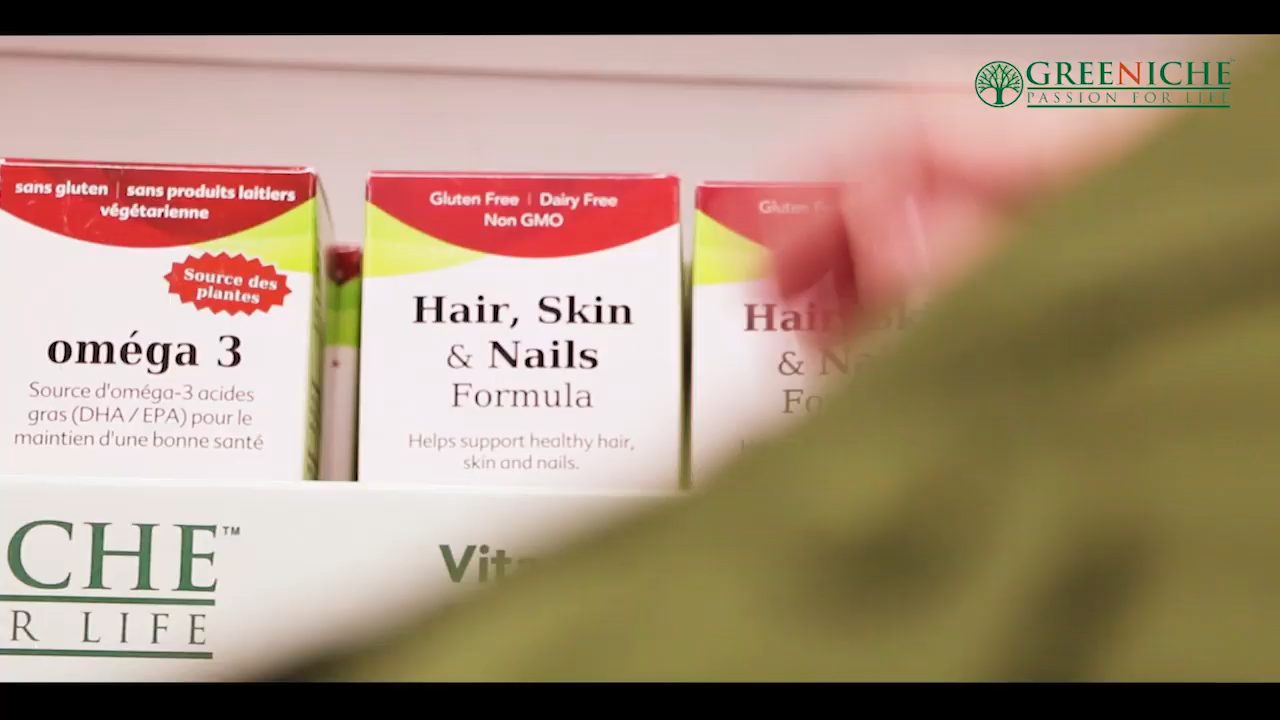 GREENICHE
PASSION FOR LIFE
sans gluten | sans produits laitiers
végétarienne
Source des
plantes
oméga 3
Source d'oméga-3 acides
gras (DHA / EPA) pour le
maintien d'une bonne santé
Gluten Free | Dairy Free
Non GMO
Hair, Skin
& Nails
Formula
Helps support healthy hair,
skin and nails.
Gluten
Hair,
&
CHE™
R LIFE